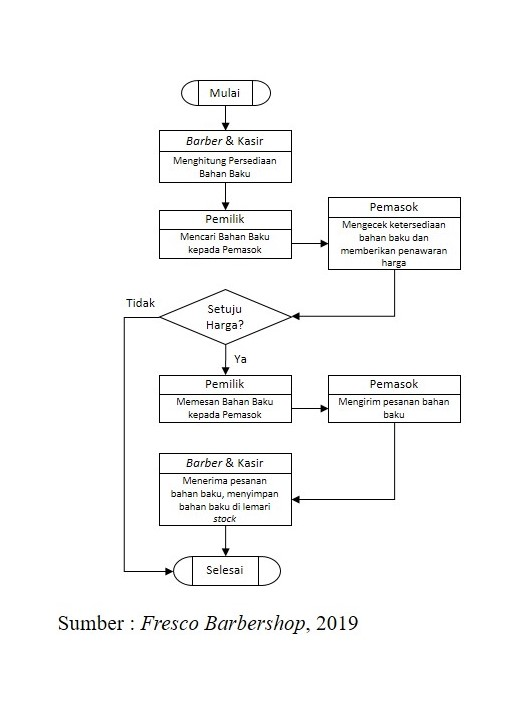 Mulai
Barber & Kasir
Menghitung Persediaan
Bahan Baku
Pemilik
Mencari Bahan Baku
kepada Pemasok
Pemasok
Mengecek ketersediaan
bahan baku dan
memberikan penawaran
harga
Tidak
Setuju
Harga?
Ya
Pemilik
Memesan Bahan Baku
kepada Pemasok
Pemasok
Mengirim pesanan bahan
baku
Barber & Kasir
Menerima pesanan
bahan baku, menyimpan
bahan baku di lemari
stock
Selesai
Sumber : Fresco Barbershop, 2019